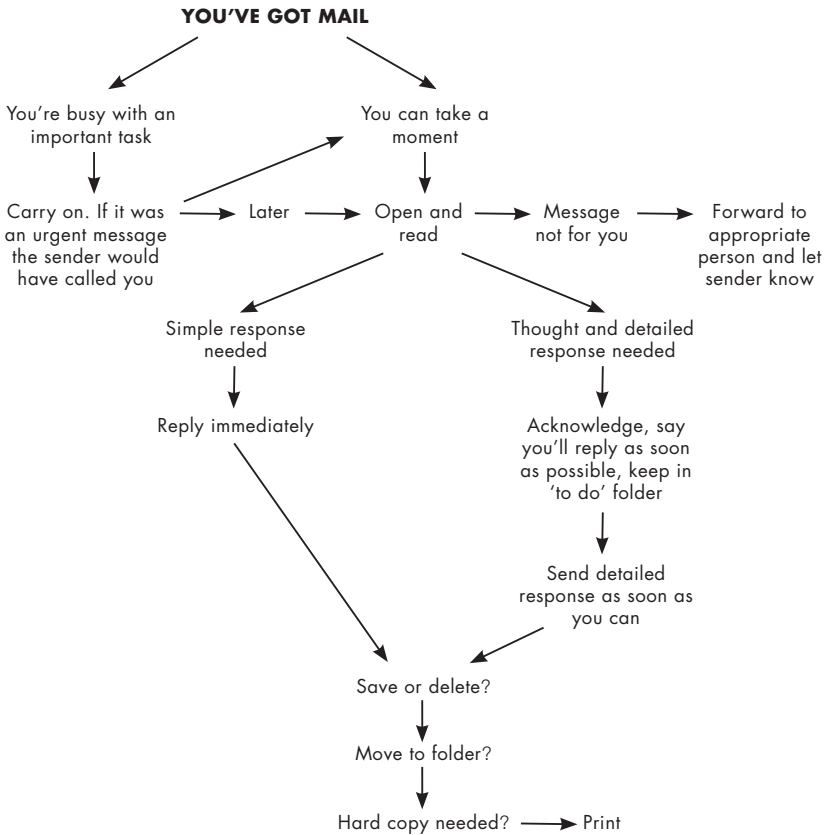 YOU’VE GOT MAIL
You’re busy with an
important task
You can take a
moment
Carry on. If it was
an urgent message
the sender would
have called you
Later
Open and
read
Message
not for you
Forward to
appropriate
person and let
sender know
Simple response
needed
Thought and detailed
response needed
Reply immediately
Acknowledge, say
you’ll reply as soon
as possible, keep in
‘to do’ folder
Send detailed
response as soon as
you can
Save or delete?
Move to folder?
Hard copy needed?
Print